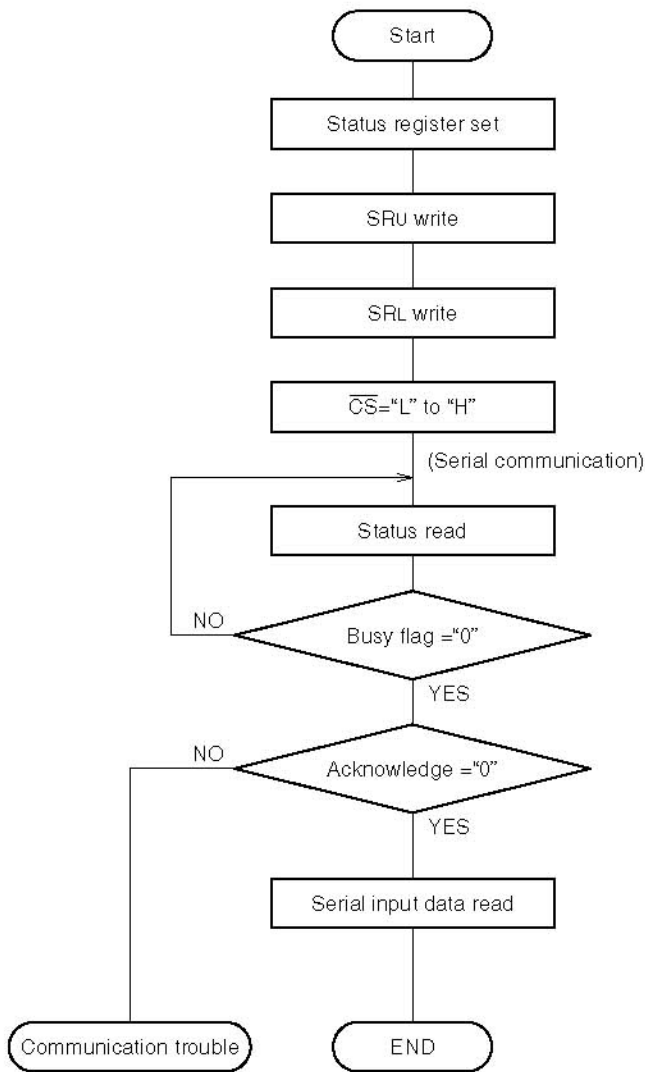 Start
Status register set
SRU write
SRL write
C̅S̅=“L” to “H”
(Serial communication)
Status read
NO
Busy flag =“0”
YES
NO
Acknowledge =“0”
YES
Serial input data read
Communication trouble
END